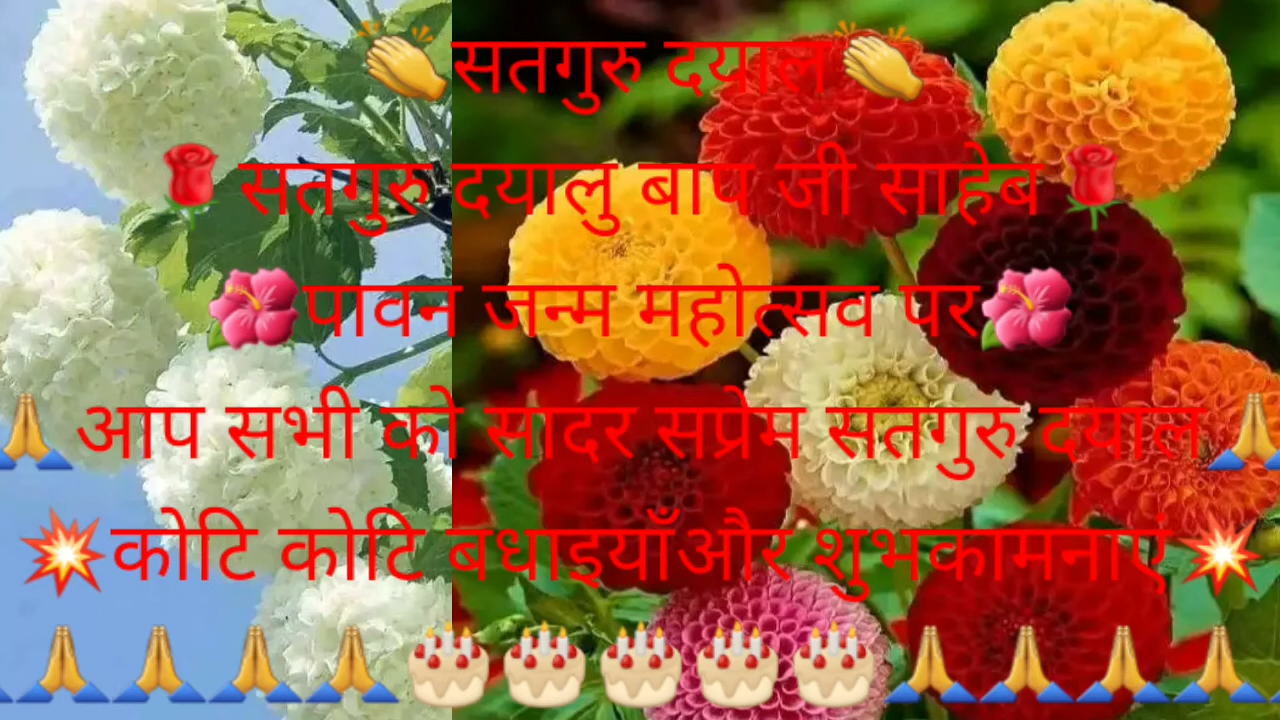 👏सतगुरु दयाल👏
🌹सतगुरु दयालु बाप जी साहेब🌹
🌺पावन जन्म महोत्सव पर🌺
🙏आप सभी को सादर सप्रेम सतगुरु दयाल🙏
💥कोटि कोटि बधाइयाँऔर शुभकामनाएं💥
🙏🙏🙏🙏🎂🎂🎂🎂🎂🙏🙏🙏🙏